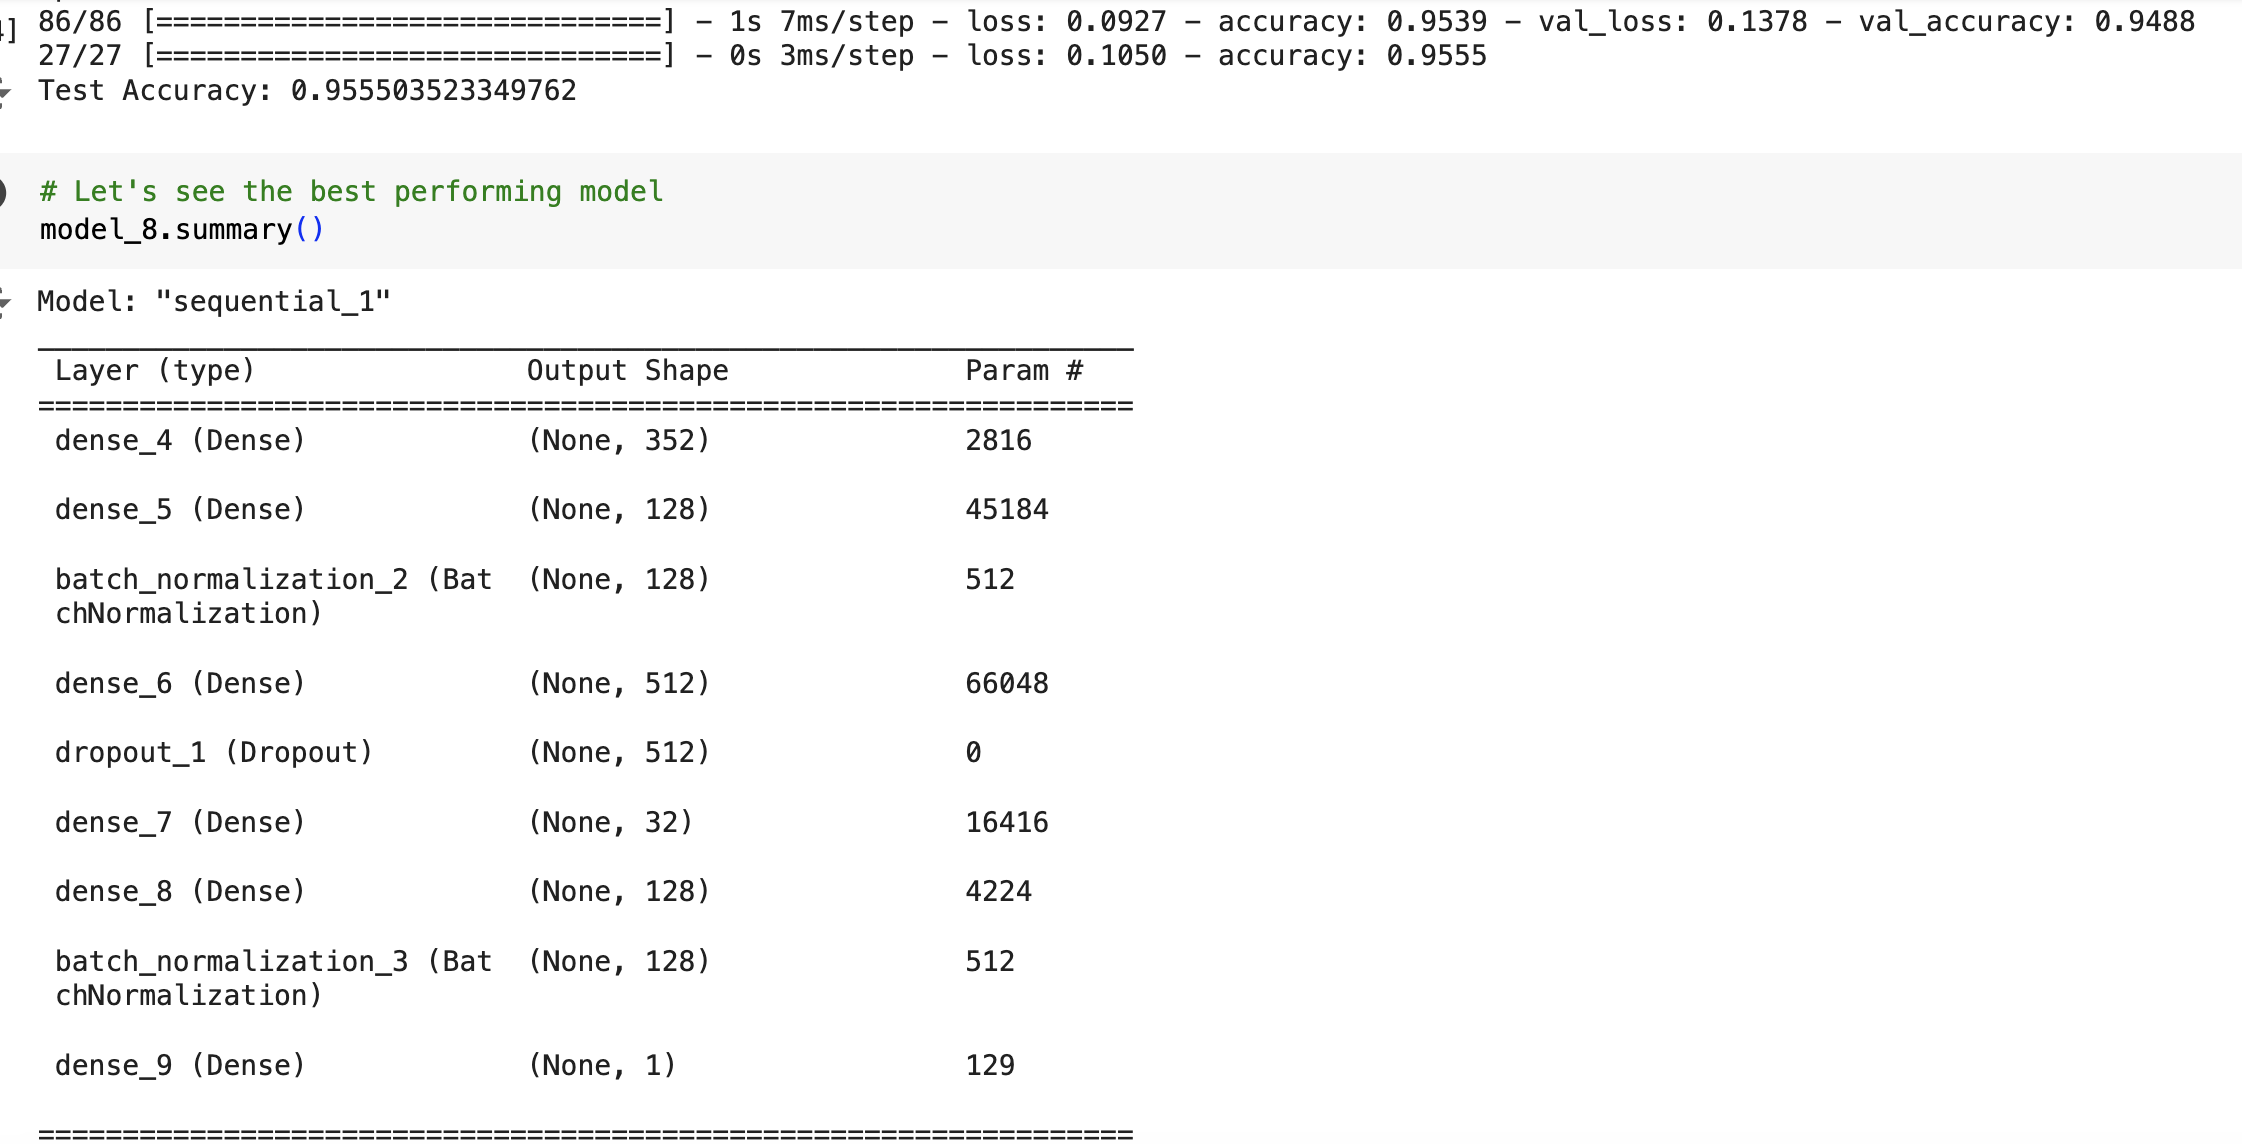 86/86 [==============================] - 1s 7ms/step - loss: 0.0927 - accuracy: 0.9539 - val_loss: 0.1378 - val_accuracy: 0.9488
27/27 [==============================] - 0s 3ms/step - loss: 0.1050 - accuracy: 0.9555
Test Accuracy: 0.955503523349762
# Let's see the best performing model
model_8.summary()
Model: "sequential_1"
_________________________________________________________________
Layer (type) Output Shape Param #
=================================================================
dense_4 (Dense) (None, 352) 2816
dense_5 (Dense) (None, 128) 45184
batch_normalization_2 (Bat (None, 128) 512
chNormalization)
dense_6 (Dense) (None, 512) 66048
dropout_1 (Dropout) (None, 512) 0
dense_7 (Dense) (None, 32) 16416
dense_8 (Dense) (None, 128) 4224
batch_normalization_3 (Bat (None, 128) 512
chNormalization)
dense_9 (Dense) (None, 1) 129
=================================================================